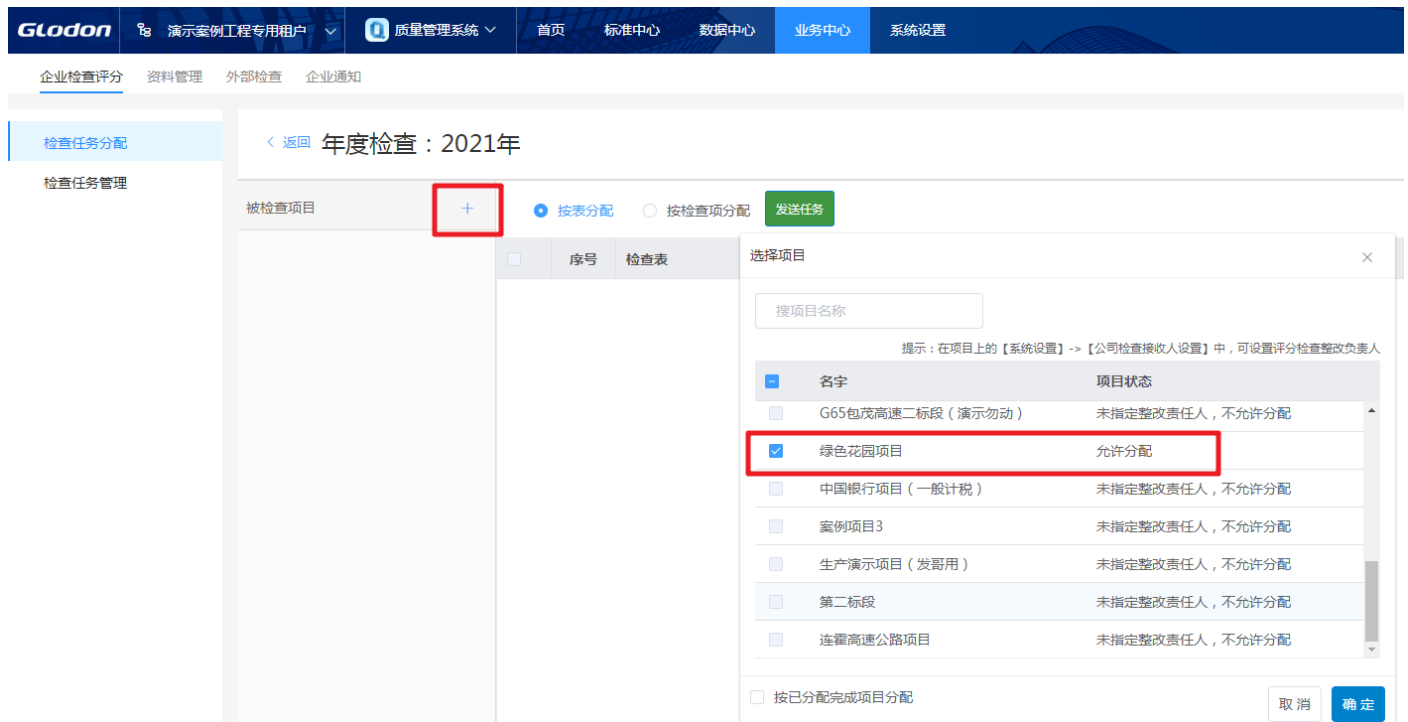 GLodon 演示案例工程专用租户 质量管理系统 首页 标准中心 数据中心 业务中心 系统设置
企业检查评分 资料管理 外部检查 企业通知
检查任务分配
检查任务管理
< 返回 年度检查：2021年
被检查项目 +
按表分配 按检查项分配 发送任务
序号 检查表
选择项目
搜项目名称
提示：在项目上的【系统设置】->【公司检查接收人设置】中，可设置评分检查整改负责人
名字 项目状态
G65包茂高速二标段（演示勿动） 未指定整改责任人，不允许分配
绿色花园项目 允许分配
中国银行项目（一般计税） 未指定整改责任人，不允许分配
案例项目3 未指定整改责任人，不允许分配
生产演示项目（发哥用） 未指定整改责任人，不允许分配
第二标段 未指定整改责任人，不允许分配
连霍高速公路项目 未指定整改责任人，不允许分配
按已分配完成项目分配
取消 确定